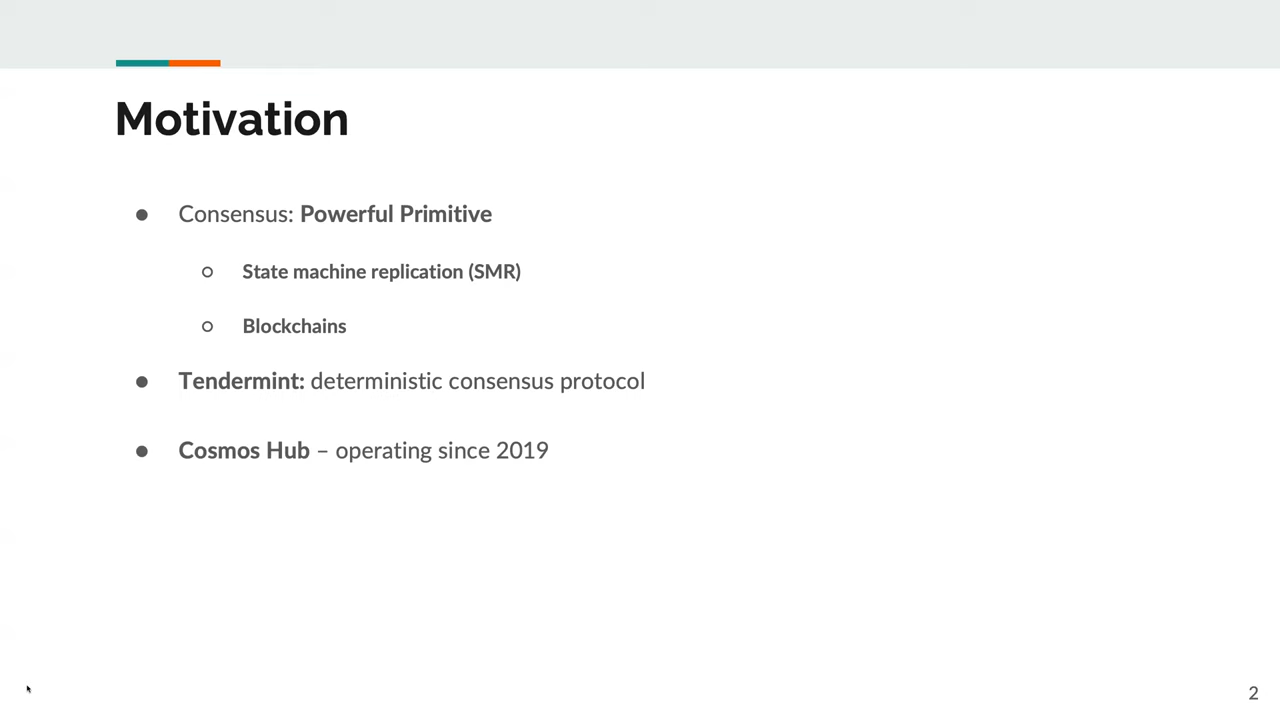 Motivation
● Consensus: Powerful Primitive
○ State machine replication (SMR)
○ Blockchains
● Tendermint: deterministic consensus protocol
● Cosmos Hub – operating since 2019
2